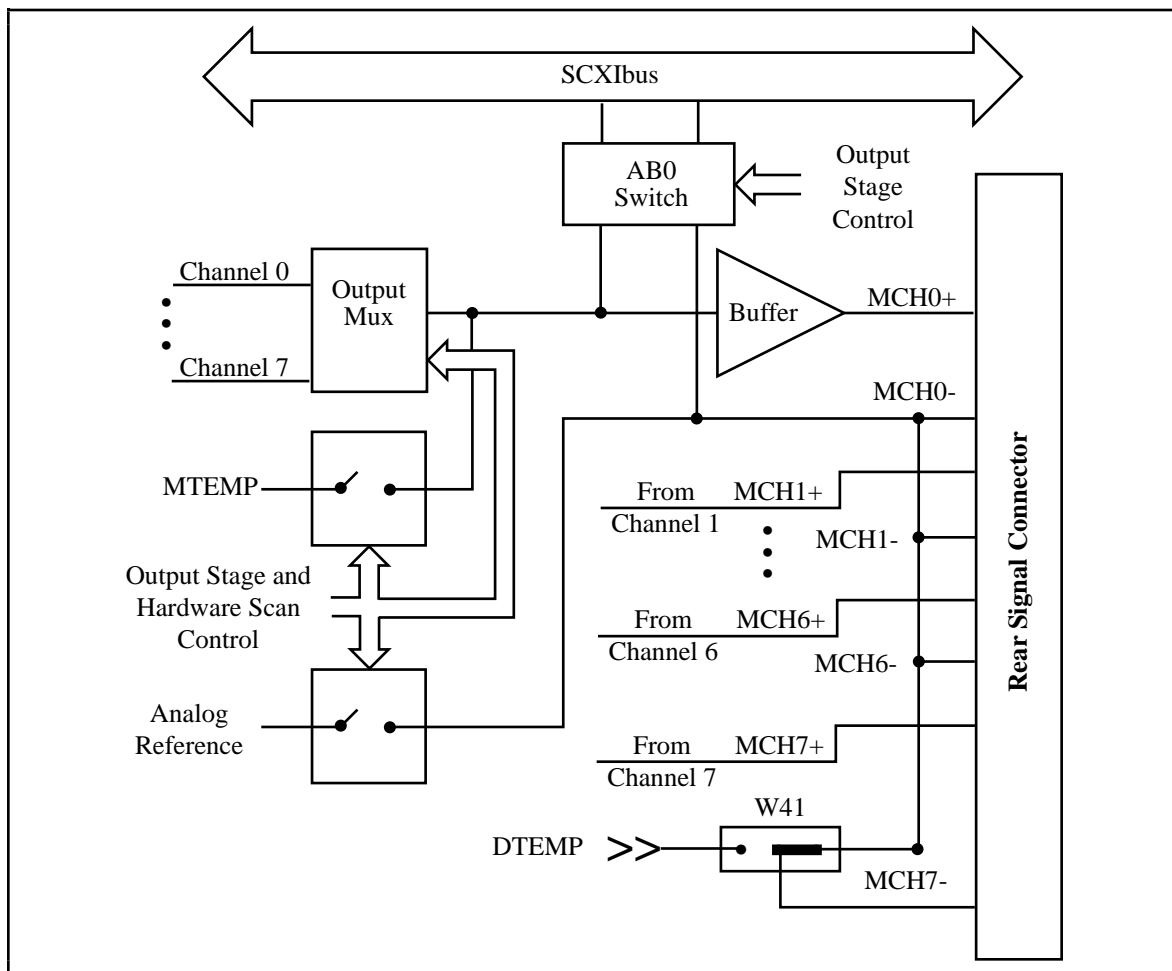 SCXIbus
AB0
Switch
Output
Stage
Control
Channel 0
Output
Mux
Buffer
MCH0+
Channel 7
MCH0-
MTEMP
From
MCH1+
Channel 1
MCH1-
Output Stage and
Hardware Scan
Control
From
MCH6+
Channel 6
MCH6-
Rear Signal Connector
Analog
Reference
From
MCH7+
Channel 7
W41
DTEMP
MCH7-